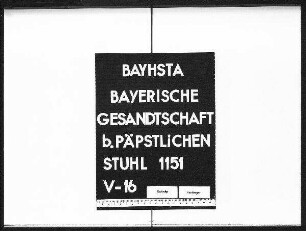 BAYHSTA
BAYERISCHE
GESANDTSCHAFT
b. PÄPSTLICHEN
STUHL 1151
V-16